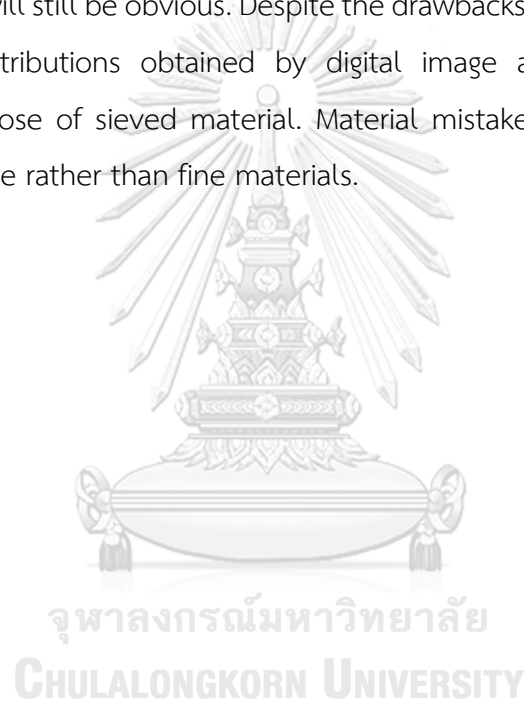 will still be obvious. Despite the drawbacks
tributions obtained by digital image a
ose of sieved material. Material mistake
e rather than fine materials.
จุฬาลงกรณ์มหาวิทยาลัย
CHULALONGKORN UNIVERSITY